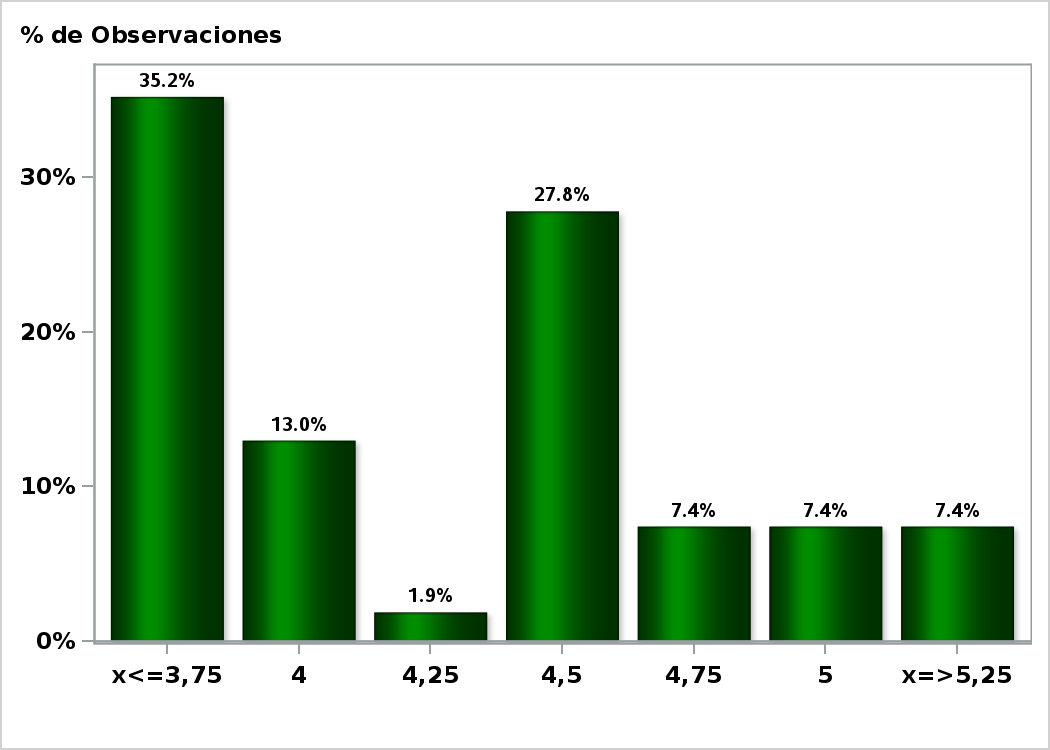 % de Observaciones
35.2%
30%
27.8%
20%
13.0%
10%
7.4% 7.4% 7.4%
1.9%
0%
x<=3,75 4 4,25 4,5 4,75 5 x=>5,25